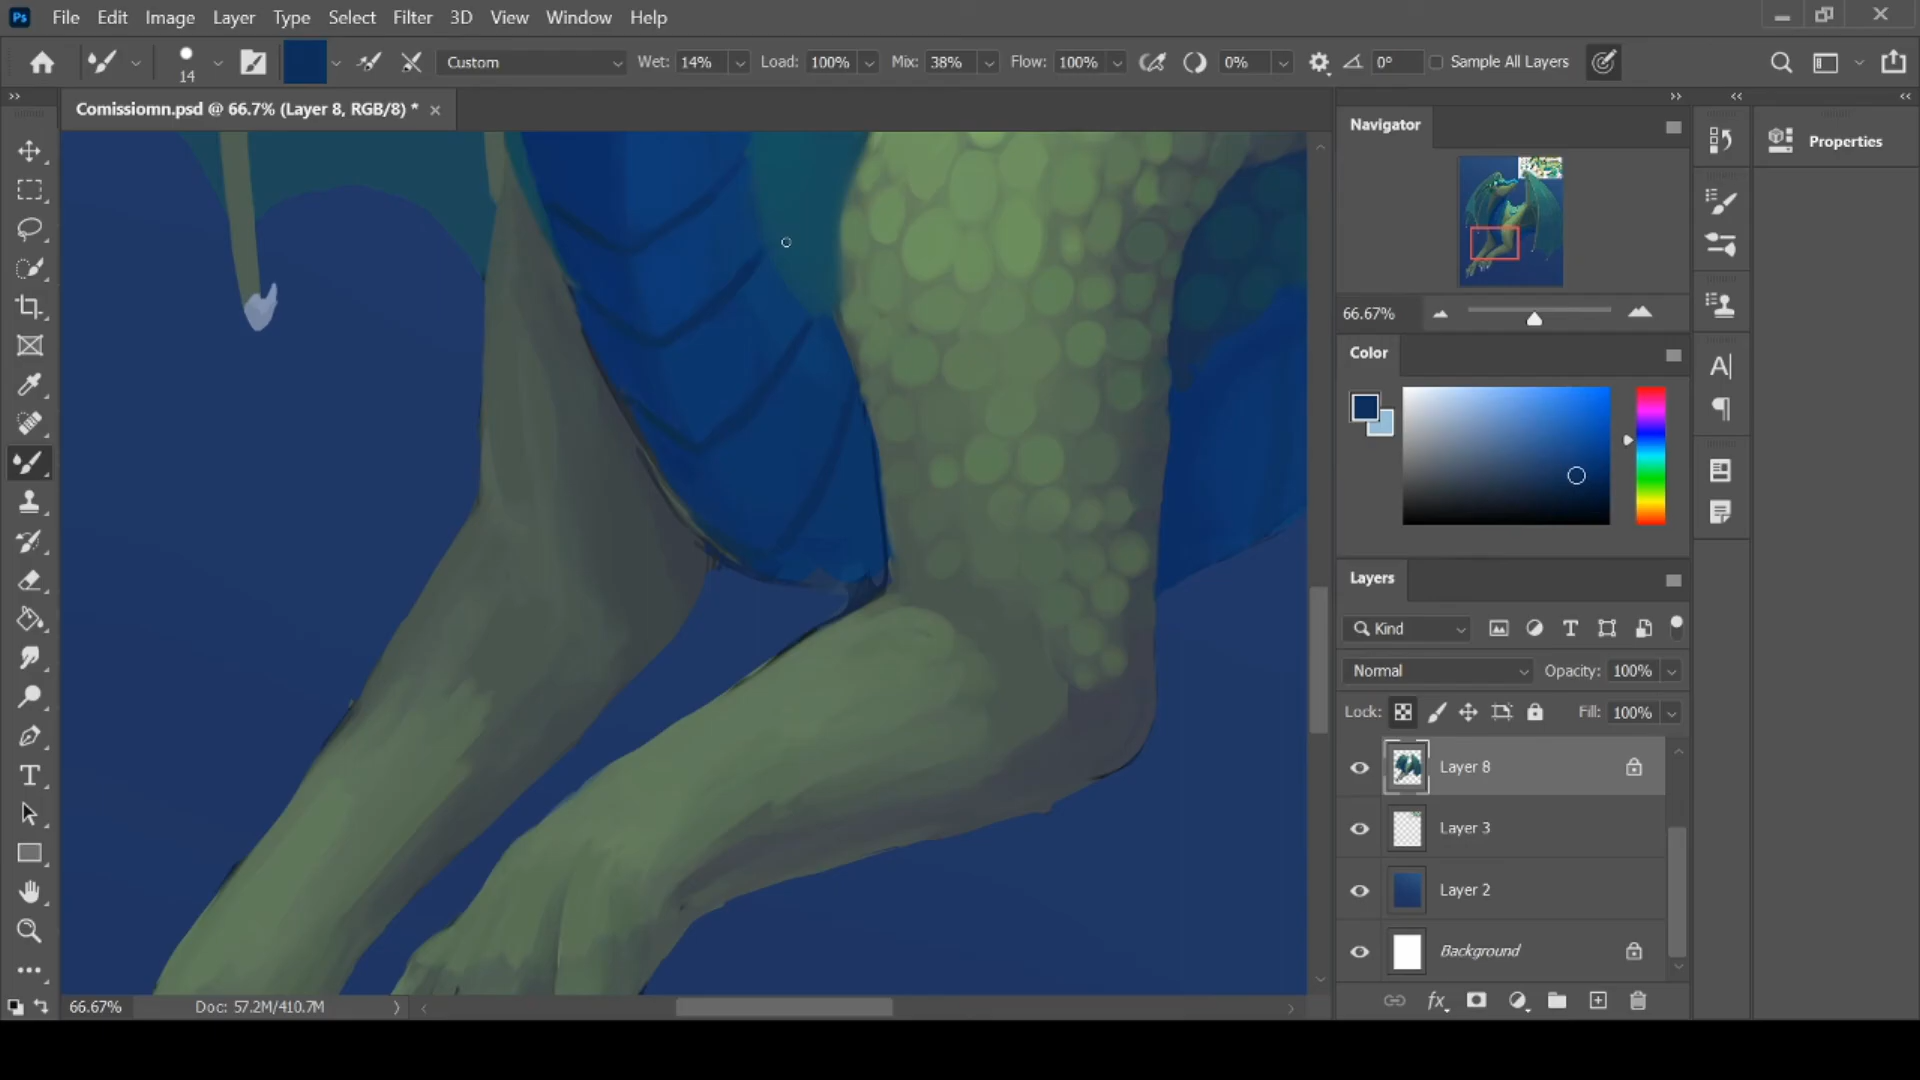 Ps File Edit Image Layer Type Select Filter 3D View Window Help
14 Custom Wet: 14% Load: 100% Mix: 38% Flow: 100% 0% 0° Sample All Layers
Comissiomn.psd @ 66.7% (Layer 8, RGB/8) *
Navigator
Properties
66.67%
Color
Layers
Kind
Normal Opacity: 100%
Lock: Fill: 100%
Layer 8
Layer 3
Layer 2
Background
66.67% Doc: 57.2M/410.7M